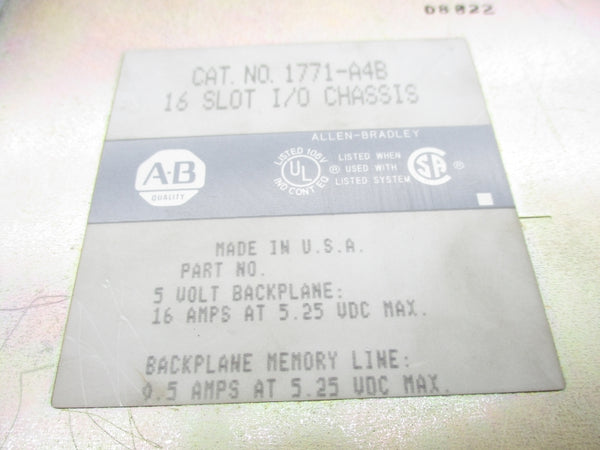 D8022
CAT. NO. 1771-A4B
16 SLOT I/O CHASSIS
ALLEN-BRADLEY
A·B
QUALITY
LISTED 108V
UL
IND CONT EQ
®
LISTED WHEN
USED WITH
LISTED SYSTEM
SA
®
MADE IN U.S.A.
PART NO.
5 VOLT BACKPLANE:
16 AMPS AT 5.25 VDC MAX.
BACKPLANE MEMORY LINE:
0.5 AMPS AT 5.25 VDC MAX.